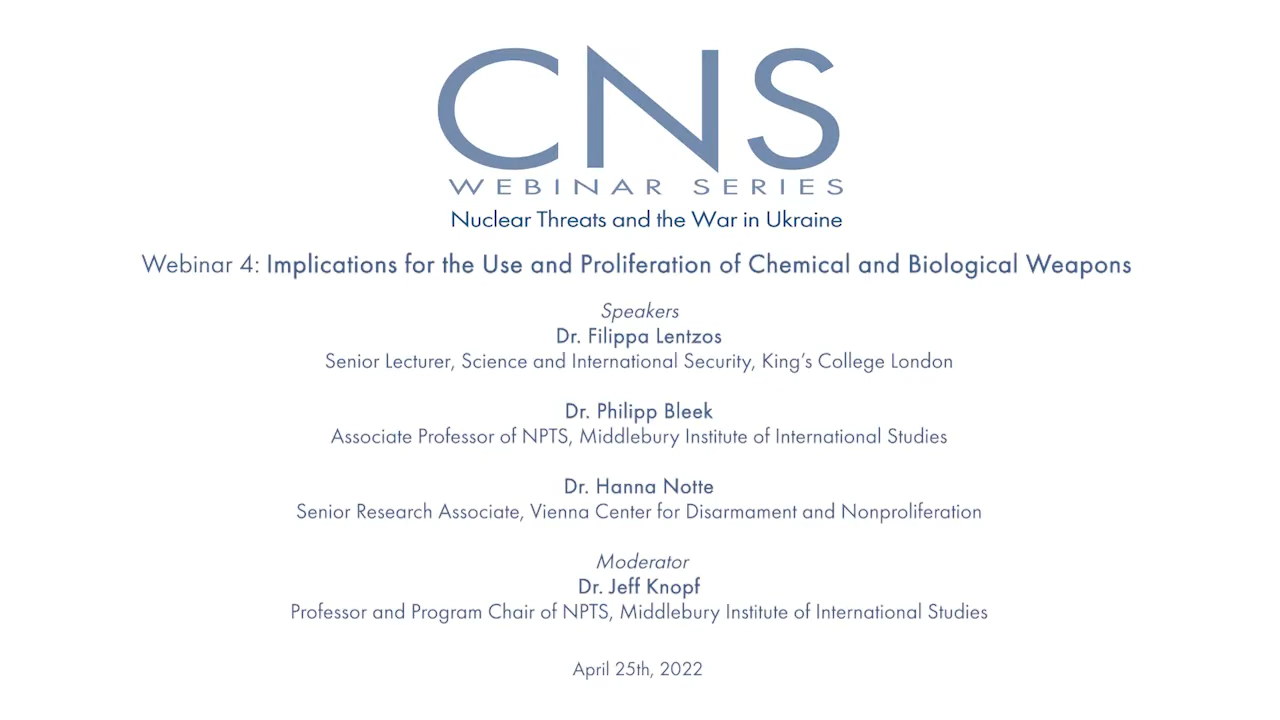 CNS
WEBINAR SERIES
Nuclear Threats and the War in Ukraine
Webinar 4: Implications for the Use and Proliferation of Chemical and Biological Weapons
Speakers
Dr. Filippa Lentzos
Senior Lecturer, Science and International Security, King's College London
Dr. Philipp Bleek
Associate Professor of NPTS, Middlebury Institute of International Studies
Dr. Hanna Notte
Senior Research Associate, Vienna Center for Disarmament and Nonproliferation
Moderator
Dr. Jeff Knopf
Professor and Program Chair of NPTS, Middlebury Institute of International Studies
April 25th, 2022